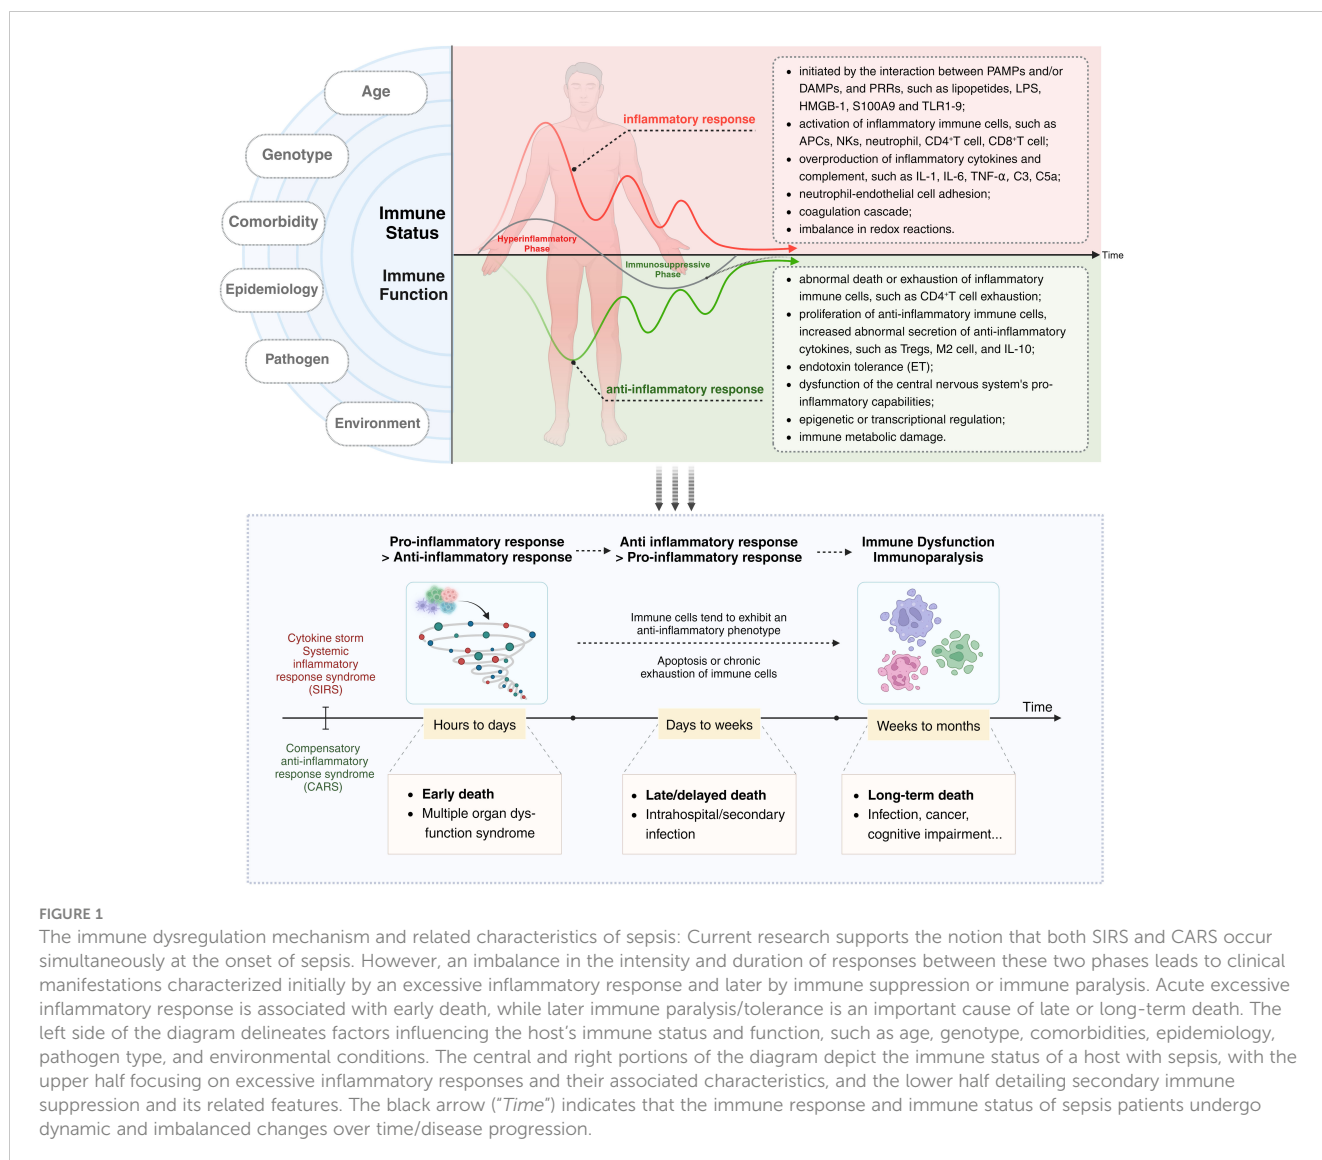 Age
Genotype
Comorbidity
Epidemiology
Pathogen
Environment
Immune
Status
Immune
Function
inflammatory response
Hyperinflammatory
Phase
Immunosuppressive
Phase
anti-inflammatory response
Time
• initiated by the interaction between PAMPs and/or
DAMPs, and PRRs, such as lipopetides, LPS,
HMGB-1, S100A9 and TLR1-9;
• activation of inflammatory immune cells, such as
APCs, NKs, neutrophil, CD4⁺T cell, CD8⁺T cell;
• overproduction of inflammatory cytokines and
complement, such as IL-1, IL-6, TNF-α, C3, C5a;
• neutrophil-endothelial cell adhesion;
• coagulation cascade;
• imbalance in redox reactions.
• abnormal death or exhaustion of inflammatory
immune cells, such as CD4⁺T cell exhaustion;
• proliferation of anti-inflammatory immune cells,
increased abnormal secretion of anti-inflammatory
cytokines, such as Tregs, M2 cell, and IL-10;
• endotoxin tolerance (ET);
• dysfunction of the central nervous system's pro-
inflammatory capabilities;
• epigenetic or transcriptional regulation;
• immune metabolic damage.
Pro-inflammatory response
> Anti-inflammatory response
Anti inflammatory response
> Pro-inflammatory response
Immune Dysfunction
Immunoparalysis
Immune cells tend to exhibit an
anti-inflammatory phenotype
Apoptosis or chronic
exhaustion of immune cells
Cytokine storm
Systemic
inflammatory
response syndrome
(SIRS)
Compensatory
anti-inflammatory
response syndrome
(CARS)
Time
Hours to days
Days to weeks
Weeks to months
• Early death
• Multiple organ dys-
function syndrome
• Late/delayed death
• Intrahospital/secondary
infection
• Long-term death
• Infection, cancer,
cognitive impairment...
FIGURE 1
The immune dysregulation mechanism and related characteristics of sepsis: Current research supports the notion that both SIRS and CARS occur
simultaneously at the onset of sepsis. However, an imbalance in the intensity and duration of responses between these two phases leads to clinical
manifestations characterized initially by an excessive inflammatory response and later by immune suppression or immune paralysis. Acute excessive
inflammatory response is associated with early death, while later immune paralysis/tolerance is an important cause of late or long-term death. The
left side of the diagram delineates factors influencing the host's immune status and function, such as age, genotype, comorbidities, epidemiology,
pathogen type, and environmental conditions. The central and right portions of the diagram depict the immune status of a host with sepsis, with the
upper half focusing on excessive inflammatory responses and their associated characteristics, and the lower half detailing secondary immune
suppression and its related features. The black arrow ("Time") indicates that the immune response and immune status of sepsis patients undergo
dynamic and imbalanced changes over time/disease progression.